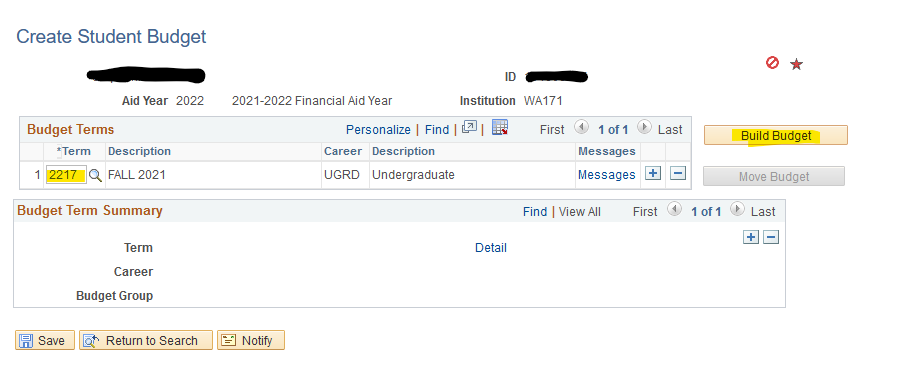 Create Student Budget
ID
Aid Year 2022 2021-2022 Financial Aid Year Institution WA171
Budget Terms Personalize | Find | | First 1 of 1 Last
Build Budget
*Term Description Career Description Messages
1 2217 FALL 2021 UGRD Undergraduate Messages
Move Budget
Budget Term Summary Find | View All First 1 of 1 Last
Term Detail
Career
Budget Group
Save Return to Search Notify